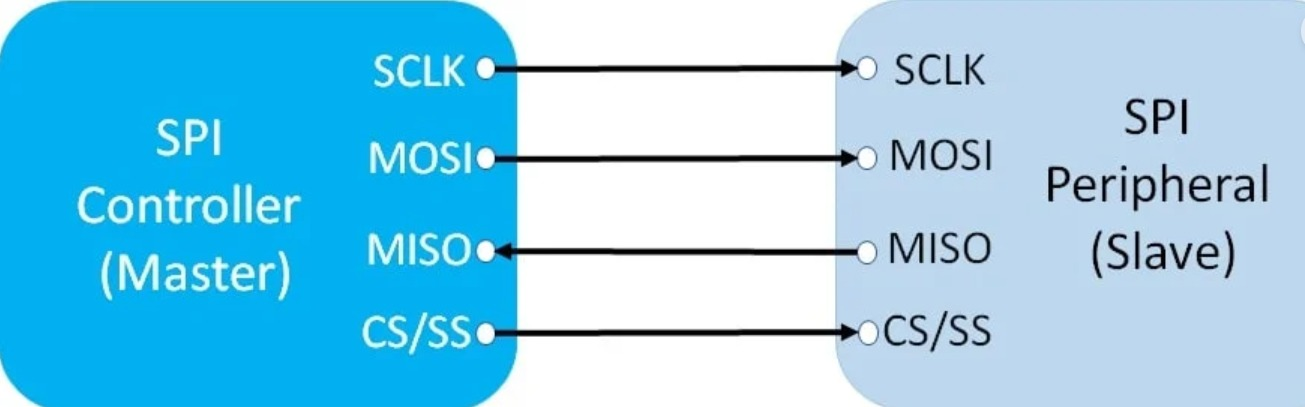 SPI
Controller
(Master)
SCLK
MOSI
MISO
CS/SS
SCLK
MOSI
MISO
CS/SS
SPI
Peripheral
(Slave)